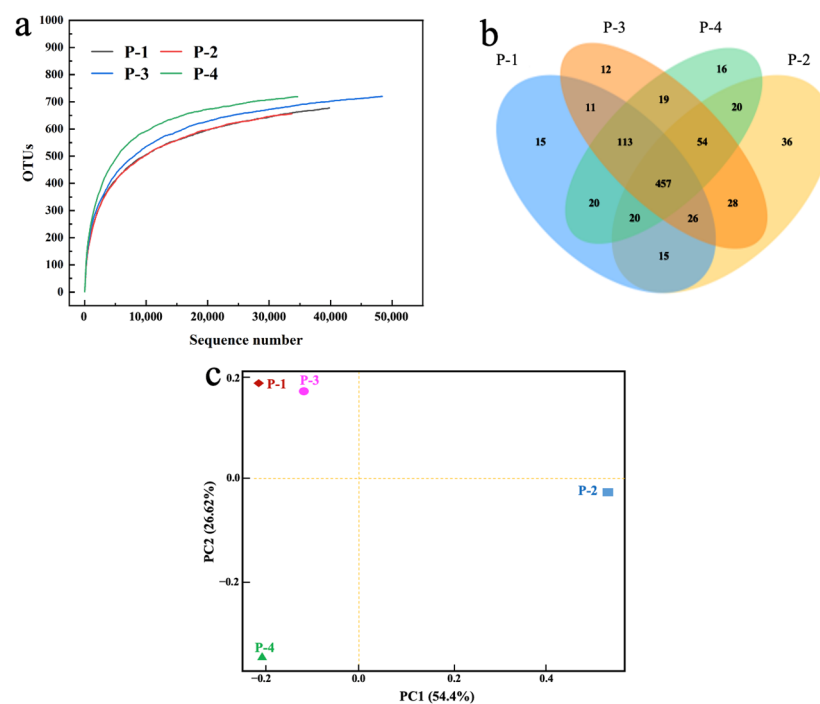 a
1000
900
800
700
600
500
400
300
200
100
0
OTUs
P-1 P-2
P-3 P-4
0 10,000 20,000 30,000 40,000 50,000
Sequence number
b
P-1 P-3 P-4 P-2
12 16
11 19 20
15 113 54 36
457
20 20 26 28
15
c
0.2
0.0
−0.2
PC2 (26.62%)
P-1 P-3
P-2
P-4
−0.2 0.0 0.2 0.4
PC1 (54.4%)